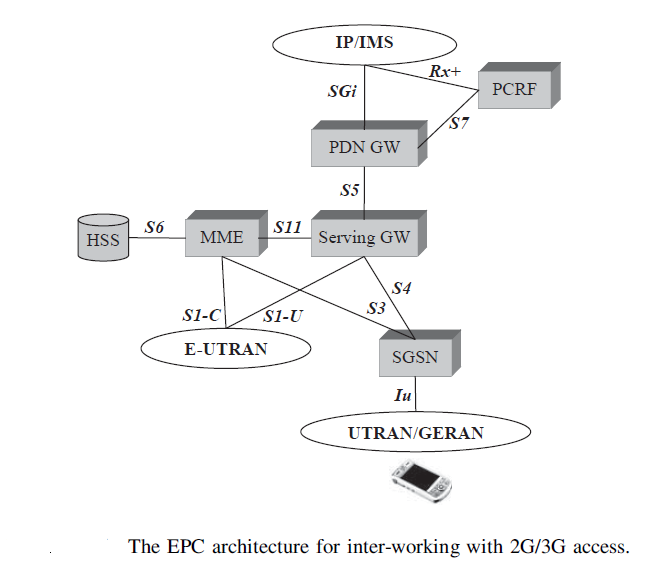 IP/IMS
Rx+
PCRF
SGi
S7
PDN GW
S5
S6
S11
HSS
MME
Serving GW
S4
S3
S1-C
S1-U
E-UTRAN
SGSN
Iu
UTRAN/GERAN
The EPC architecture for inter-working with 2G/3G access.